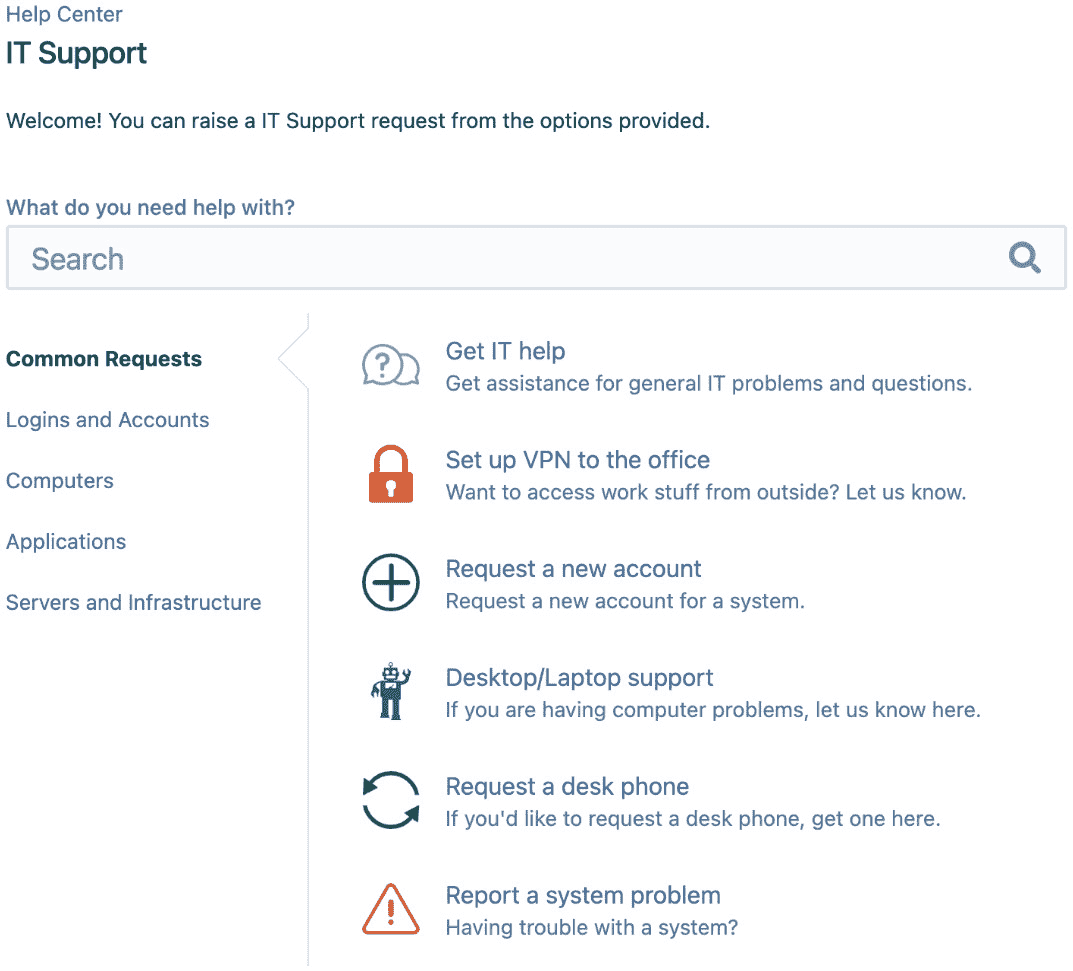 Help Center
IT Support
Welcome! You can raise a IT Support request from the options provided.
What do you need help with?
Search
Common Requests
Logins and Accounts
Computers
Applications
Servers and Infrastructure
Get IT help
Get assistance for general IT problems and questions.
Set up VPN to the office
Want to access work stuff from outside? Let us know.
Request a new account
Request a new account for a system.
Desktop/Laptop support
If you are having computer problems, let us know here.
Request a desk phone
If you'd like to request a desk phone, get one here.
Report a system problem
Having trouble with a system?